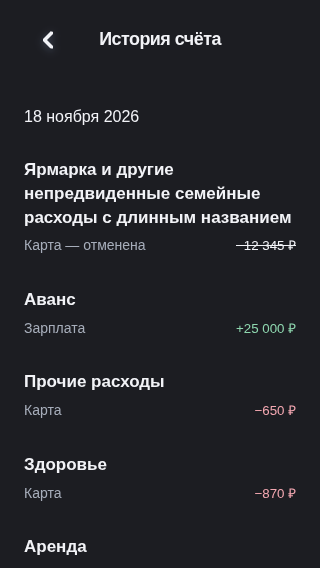 История счёта
18 ноября 2026
Ярмарка и другие
непредвиденные семейные
расходы с длинным названием
Карта — отменена −12 345 ₽
Аванс
Зарплата +25 000 ₽
Прочие расходы
Карта −650 ₽
Здоровье
Карта −870 ₽
Аренда